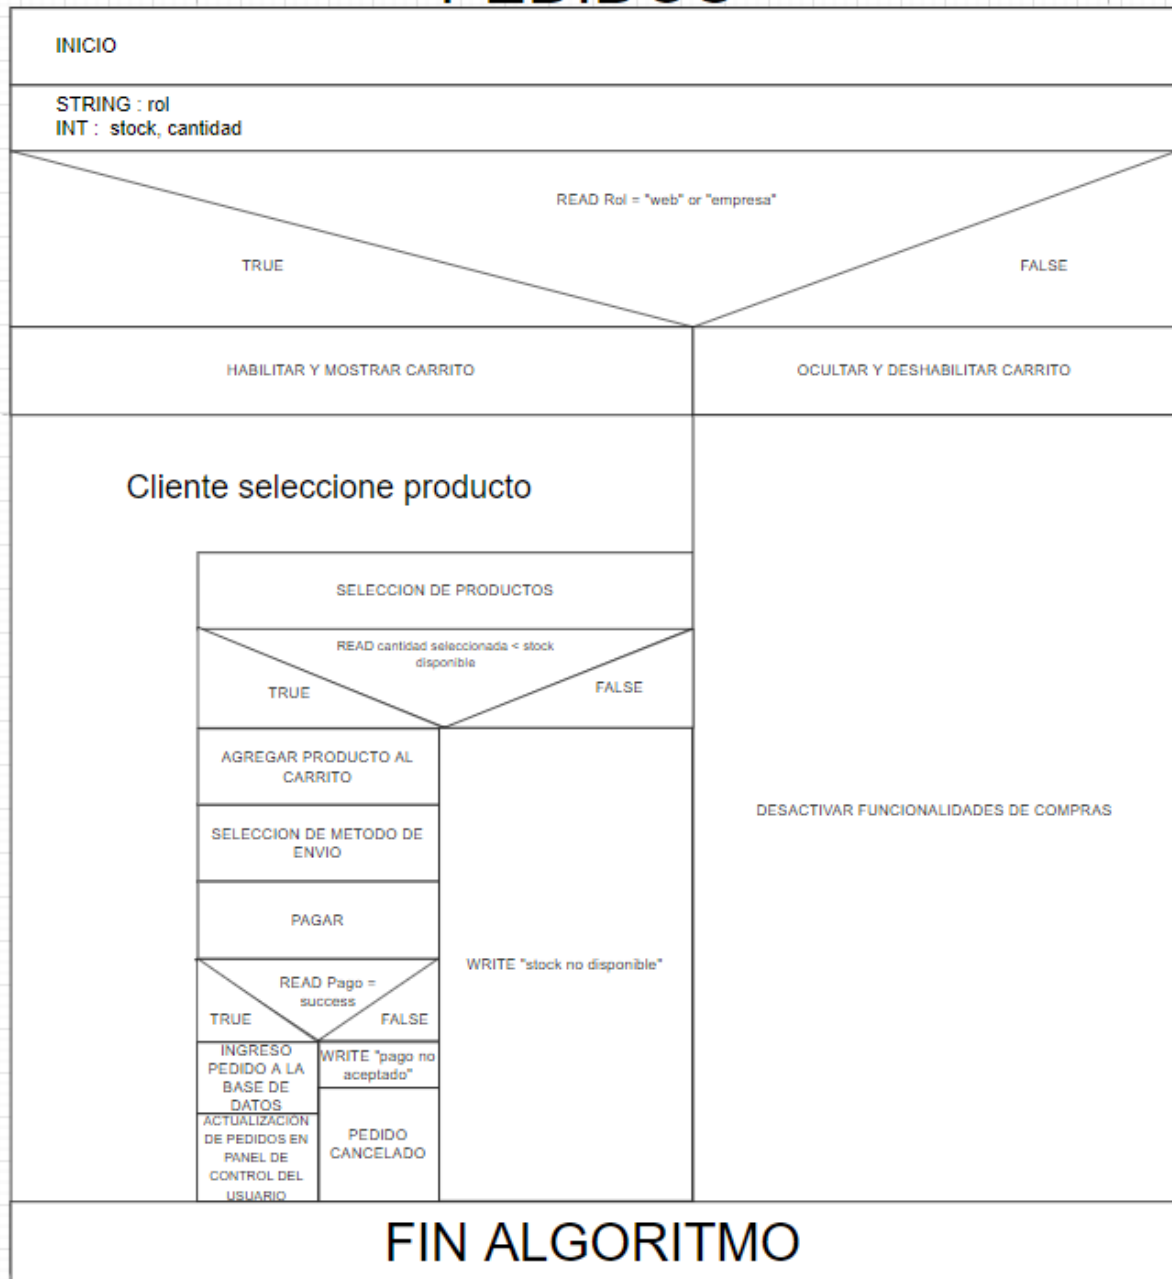 INICIO
STRING : rol
INT : stock, cantidad
READ Rol = "web" or "empresa"
TRUE
FALSE
HABILITAR Y MOSTRAR CARRITO
OCULTAR Y DESHABILITAR CARRITO
Cliente seleccione producto
SELECCION DE PRODUCTOS
READ cantidad seleccionada < stock
disponible
TRUE
FALSE
AGREGAR PRODUCTO AL
CARRITO
SELECCION DE METODO DE
ENVIO
PAGAR
READ Pago =
success
TRUE
FALSE
INGRESO
PEDIDO A LA
BASE DE
DATOS
ACTUALIZACIÓN
DE PEDIDOS EN
PANEL DE
CONTROL DEL
USUARIO
WRITE "pago no
aceptado"
PEDIDO
CANCELADO
WRITE "stock no disponible"
DESACTIVAR FUNCIONALIDADES DE COMPRAS
FIN ALGORITMO